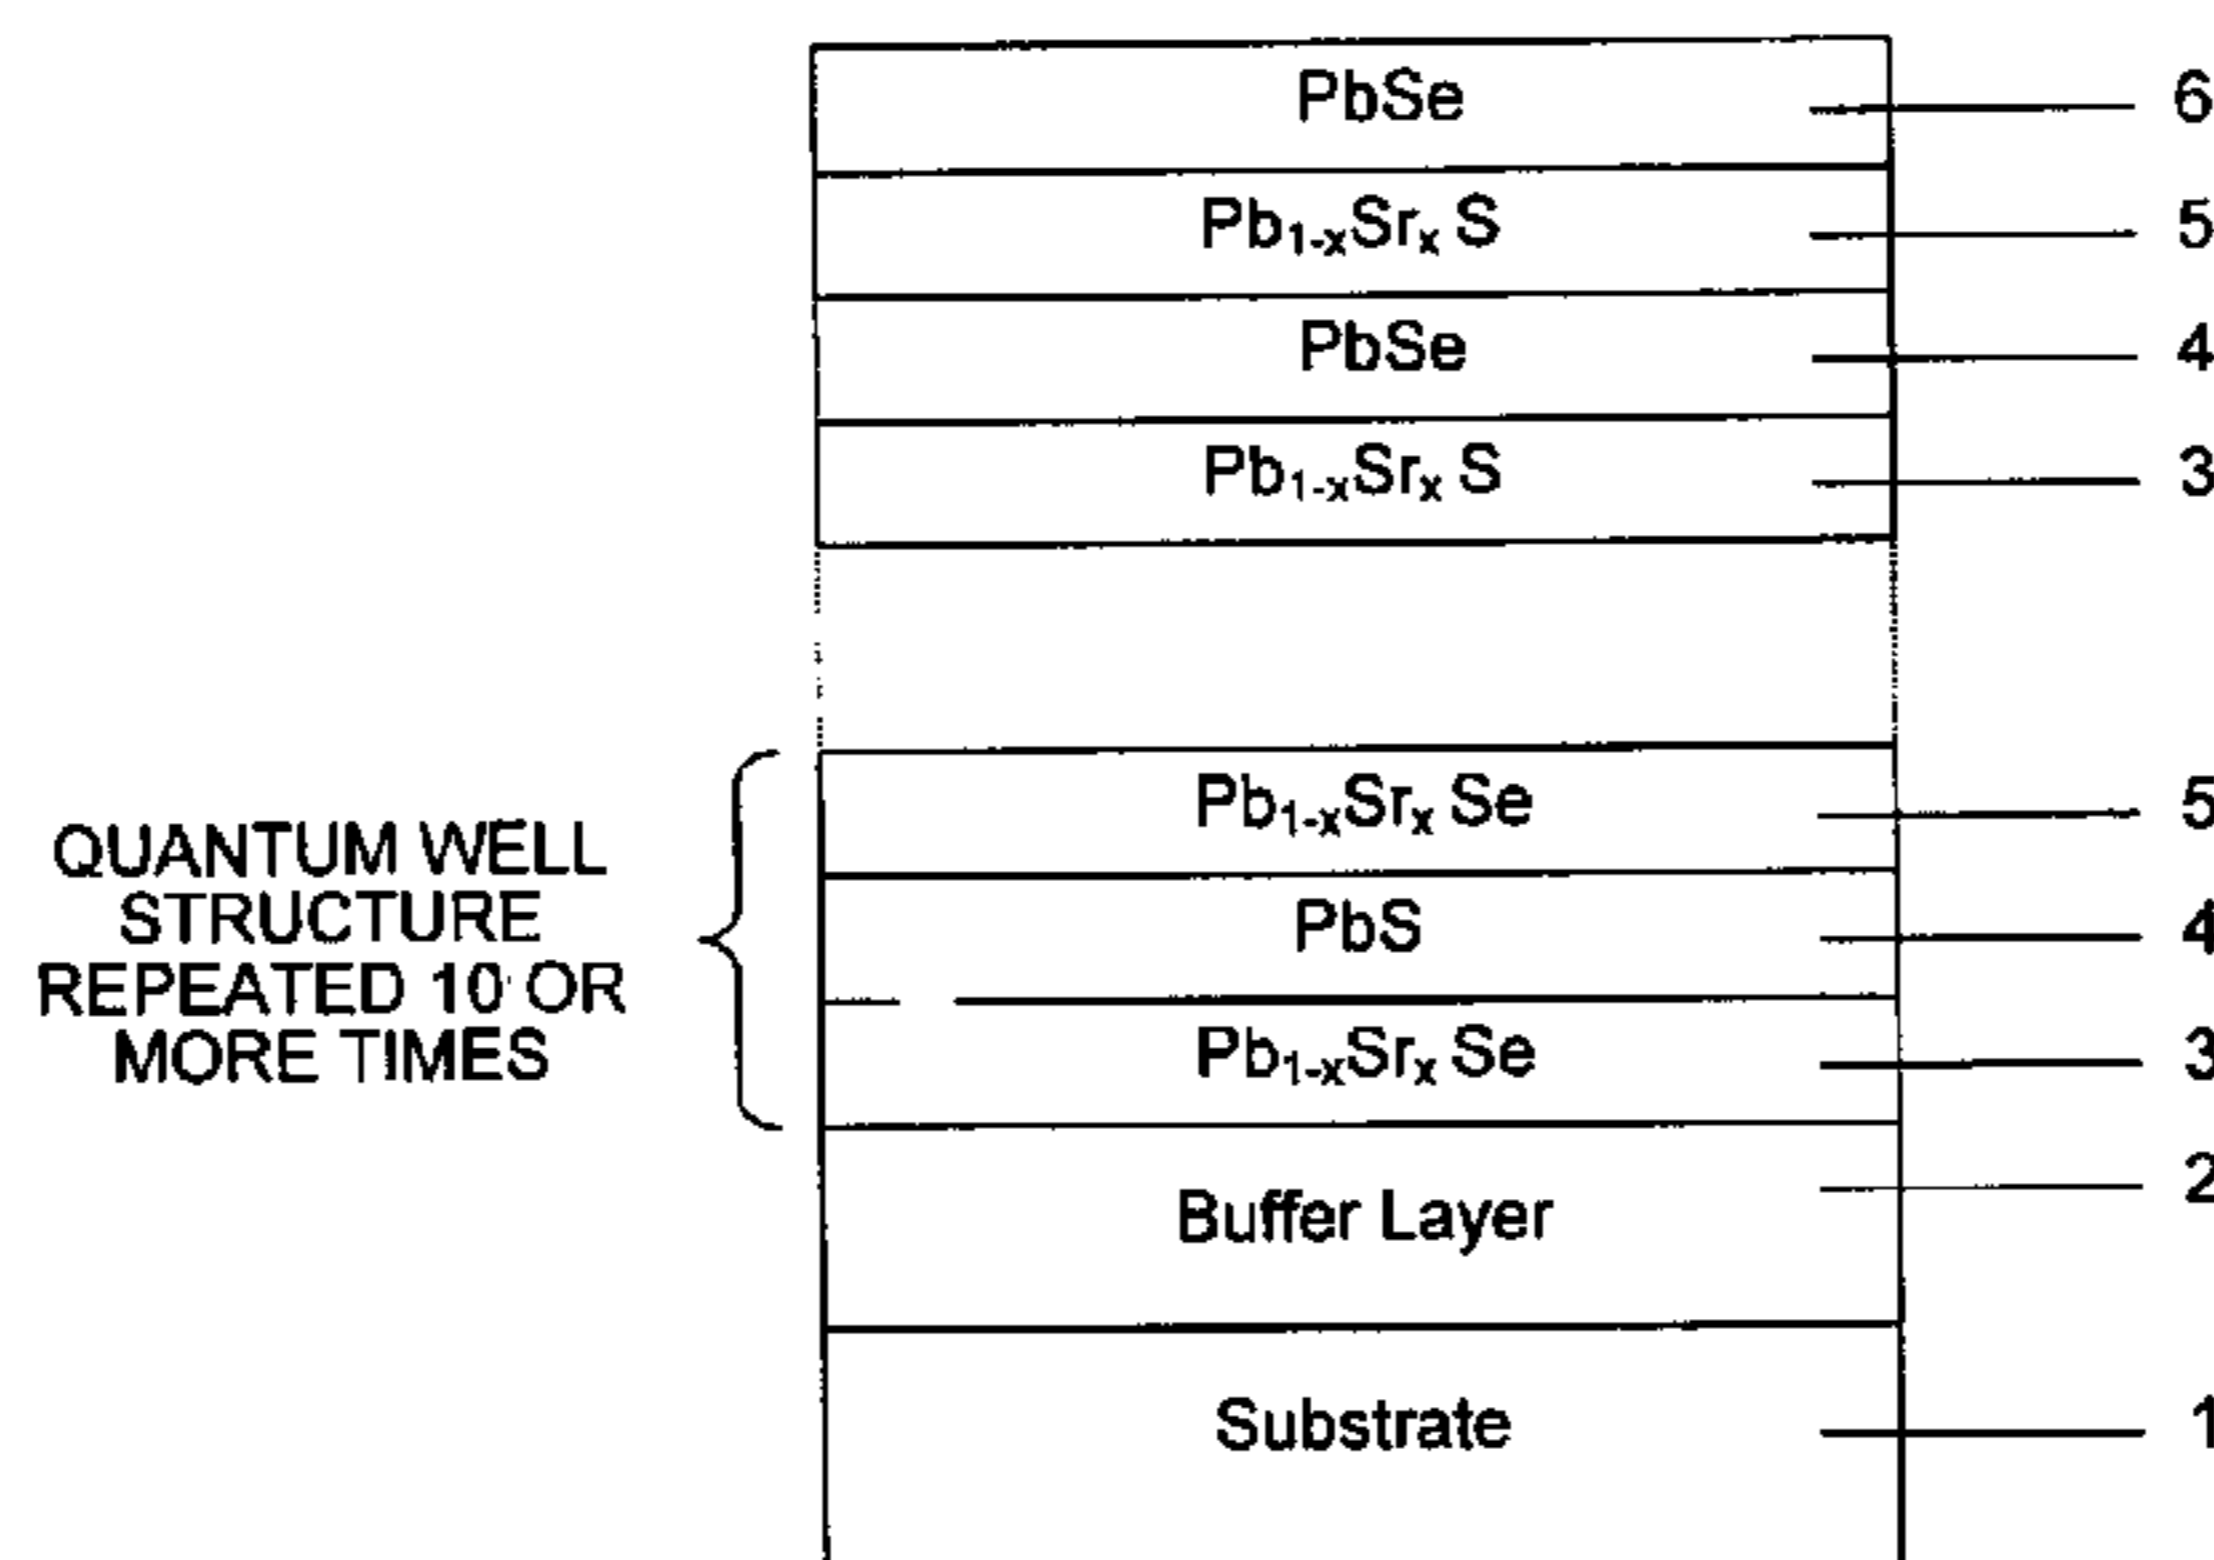 PbSe 6
Pb₁₋ₓSrₓ S 5
PbSe 4
Pb₁₋ₓSrₓ S 3
Pb₁₋ₓSrₓ Se 5
PbS 4
Pb₁₋ₓSrₓ Se 3
QUANTUM WELL
STRUCTURE
REPEATED 10 OR
MORE TIMES
Buffer Layer 2
Substrate 1